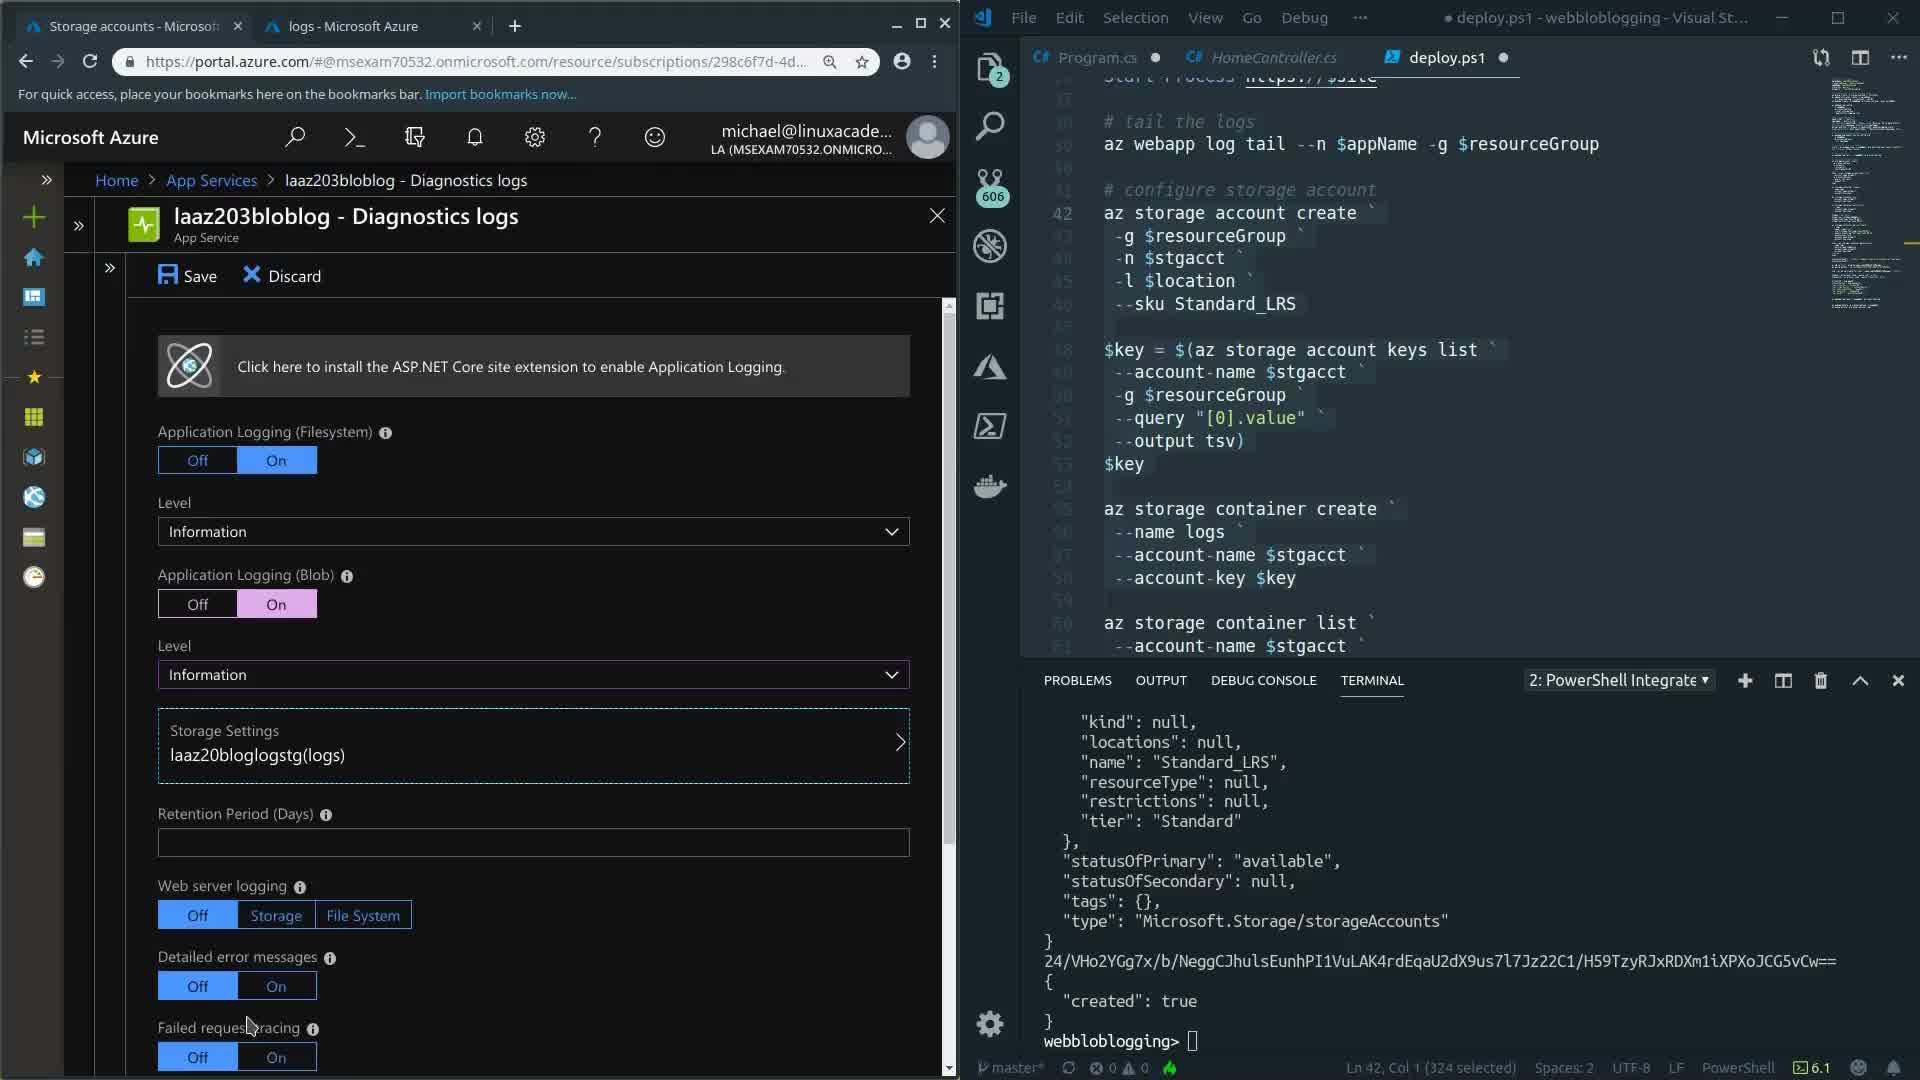 Storage accounts - Microsoft
logs - Microsoft Azure
https://portal.azure.com/#@msexam70532.onmicrosoft.com/resource/subscriptions/298c6f7d-4d...
For quick access, place your bookmarks here on the bookmarks bar. Import bookmarks now...
Microsoft Azure
michael@linuxacade...
LA (MSEXAM70532.ONMICRO...
Home > App Services > laaz203bloblog - Diagnostics logs
laaz203bloblog - Diagnostics logs
App Service
Save
Discard
Click here to install the ASP.NET Core site extension to enable Application Logging.
Application Logging (Filesystem)
Off On
Level
Information
Application Logging (Blob)
Off On
Level
Information
Storage Settings
laaz20bloglogstg(logs)
Retention Period (Days)
Web server logging
Off Storage File System
Detailed error messages
Off On
Failed reques racing
Off On
File Edit Selection View Go Debug ...
● deploy.ps1 - webbloblogging - Visual St...
Program.cs
HomeController.cs
deploy.ps1
2
606
Start-Process https://$site
# tail the logs
az webapp log tail --n $appName -g $resourceGroup
# configure storage account
42 az storage account create `
-g $resourceGroup `
-n $stgacct `
-l $location `
--sku Standard_LRS
$key = $(az storage account keys list `
--account-name $stgacct `
-g $resourceGroup `
--query "[0].value" `
--output tsv)
$key
az storage container create `
--name logs `
--account-name $stgacct `
--account-key $key
az storage container list `
--account-name $stgacct `
PROBLEMS OUTPUT DEBUG CONSOLE TERMINAL
2: PowerShell Integrate
"kind": null,
"locations": null,
"name": "Standard_LRS",
"resourceType": null,
"restrictions": null,
"tier": "Standard"
},
"statusOfPrimary": "available",
"statusOfSecondary": null,
"tags": {},
"type": "Microsoft.Storage/storageAccounts"
}
24/VHo2YGg7x/b/NeggCJhulsEunhPI1VuLAK4rdEqaU2dX9us7l7Jz22C1/H59TzyRJxRDXm1iXPXoJCG5vCw==
{
"created": true
}
webbloblogging>
master*
0 0
Ln 42, Col 1 (324 selected)
Spaces: 2
UTF-8
LF
PowerShell
6.1